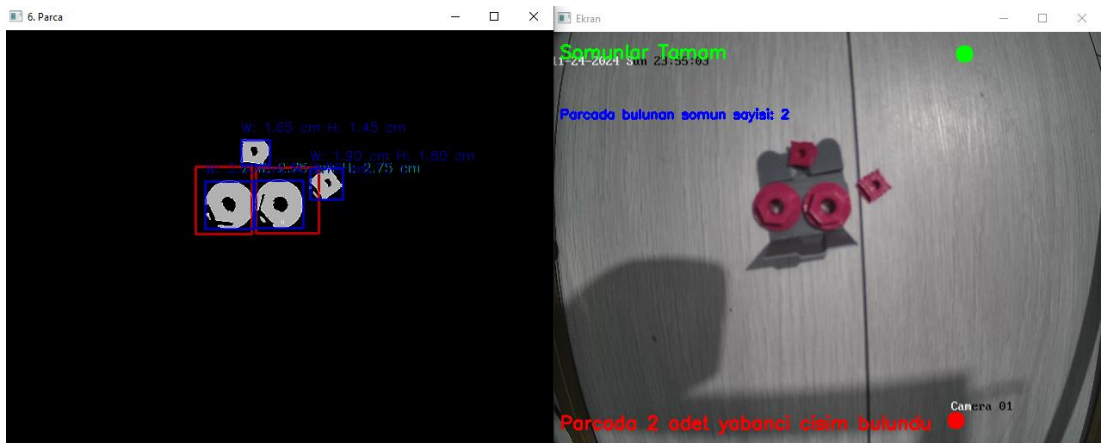 6. Parca
W: 1.65 cm H: 1.45 cm
W: 1.90 cm H: 1.80 cm
2.75 cm
Ekran
Somunlar Tamam
11-24-2024 Sun 23:55:03
Parcada bulunan somun sayisi: 2
Camera 01
Parcada 2 adet yabanci cisim bulundu